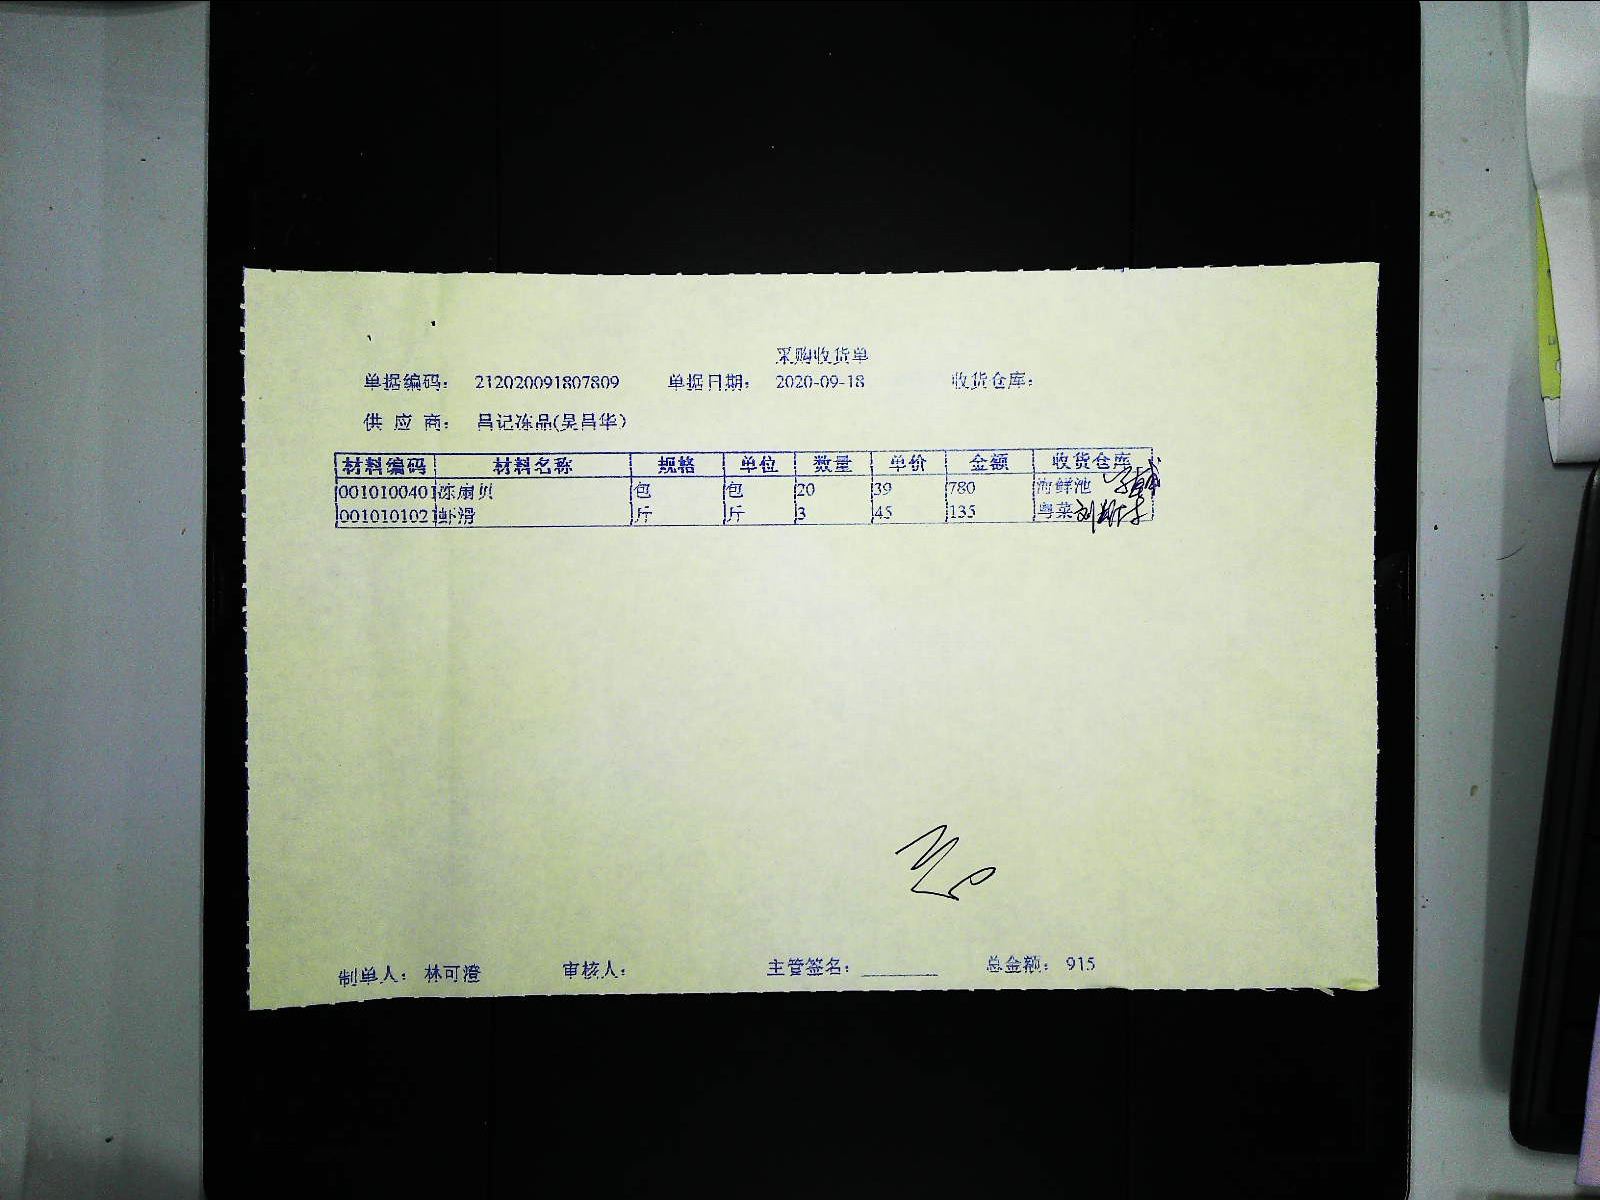 采购收货单
单据编码： 212020091807809 单据日期： 2020-09-18 收货仓库：
供 应 商： 昌记冻品(吴昌华)
材料编码 材料名称 规格 单位 数量 单价 金额 收货仓库
0010100401 冻扇贝 包 包 20 39 780 海鲜池
001010102 虾滑 斤 斤 3 45 135 粤菜
制单人： 林可澄 审核人： 主管签名： 总金额： 915